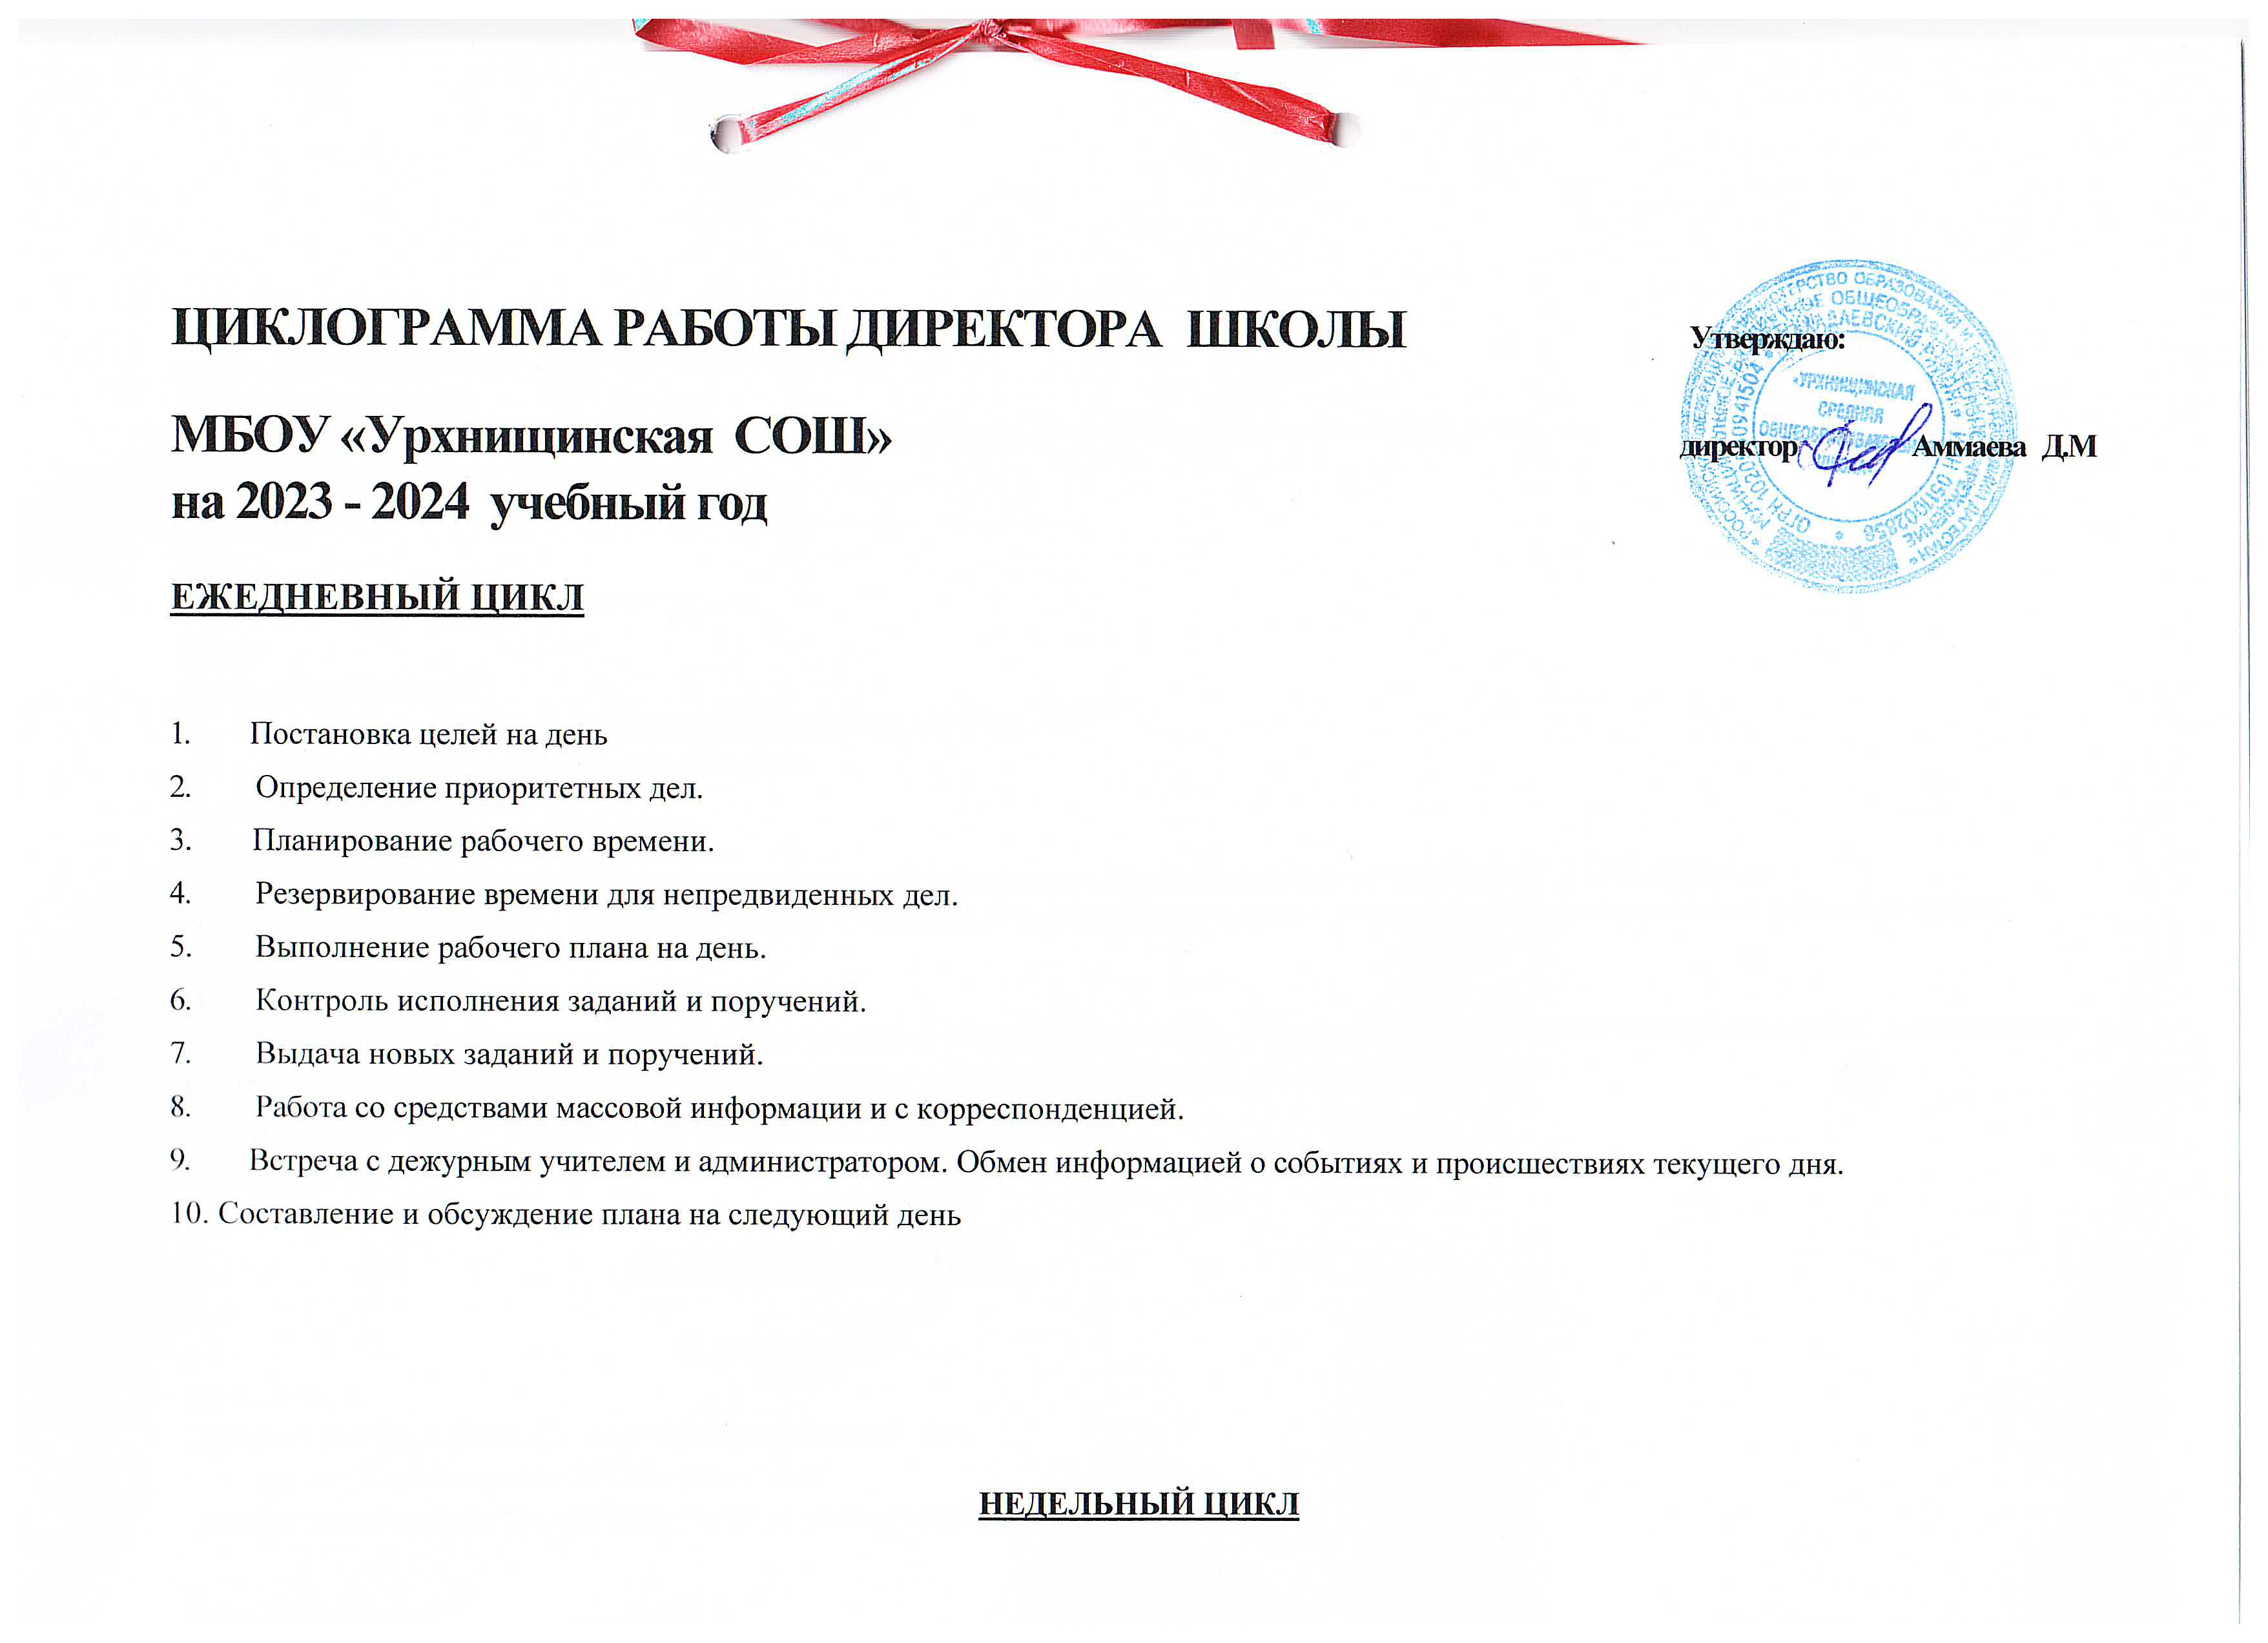 ЦИКЛОГРАММА РАБОТЫ ДИРЕКТОРА ШКОЛЫ
Утверждаю:
МБОУ «Урхнищинская СОШ»
директор Аммаева Д.М
на 2023 - 2024 учебный год
«УРХНИЩИНСКАЯ
СРЕДНЯЯ
ЕЖЕДНЕВНЫЙ ЦИКЛ
1. Постановка целей на день
2. Определение приоритетных дел.
3. Планирование рабочего времени.
4. Резервирование времени для непредвиденных дел.
5. Выполнение рабочего плана на день.
6. Контроль исполнения заданий и поручений.
7. Выдача новых заданий и поручений.
8. Работа со средствами массовой информации и с корреспонденцией.
9. Встреча с дежурным учителем и администратором. Обмен информацией о событиях и происшествиях текущего дня.
10. Составление и обсуждение плана на следующий день
НЕДЕЛЬНЫЙ ЦИКЛ